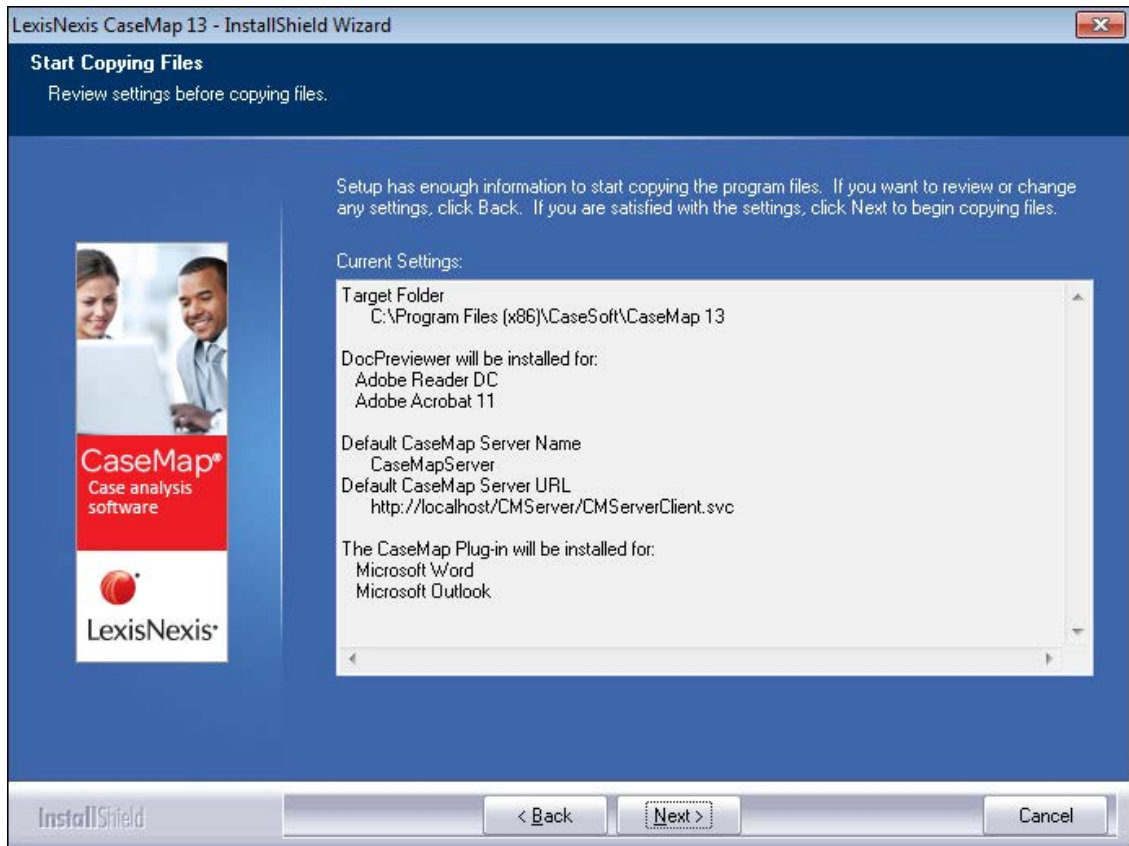 LexisNexis CaseMap 13 - InstallShield Wizard
Start Copying Files
Review settings before copying files.
Setup has enough information to start copying the program files. If you want to review or change
any settings, click Back. If you are satisfied with the settings, click Next to begin copying files.
Current Settings:
Target Folder
C:\Program Files (x86)\CaseSoft\CaseMap 13
DocPreviewer will be installed for:
Adobe Reader DC
Adobe Acrobat 11
Default CaseMap Server Name
CaseMapServer
Default CaseMap Server URL
http://localhost/CMServer/CMServerClient.svc
The CaseMap Plug-in will be installed for:
Microsoft Word
Microsoft Outlook
CaseMap®
Case analysis
software
LexisNexis®
InstallShield
< Back
Next >
Cancel